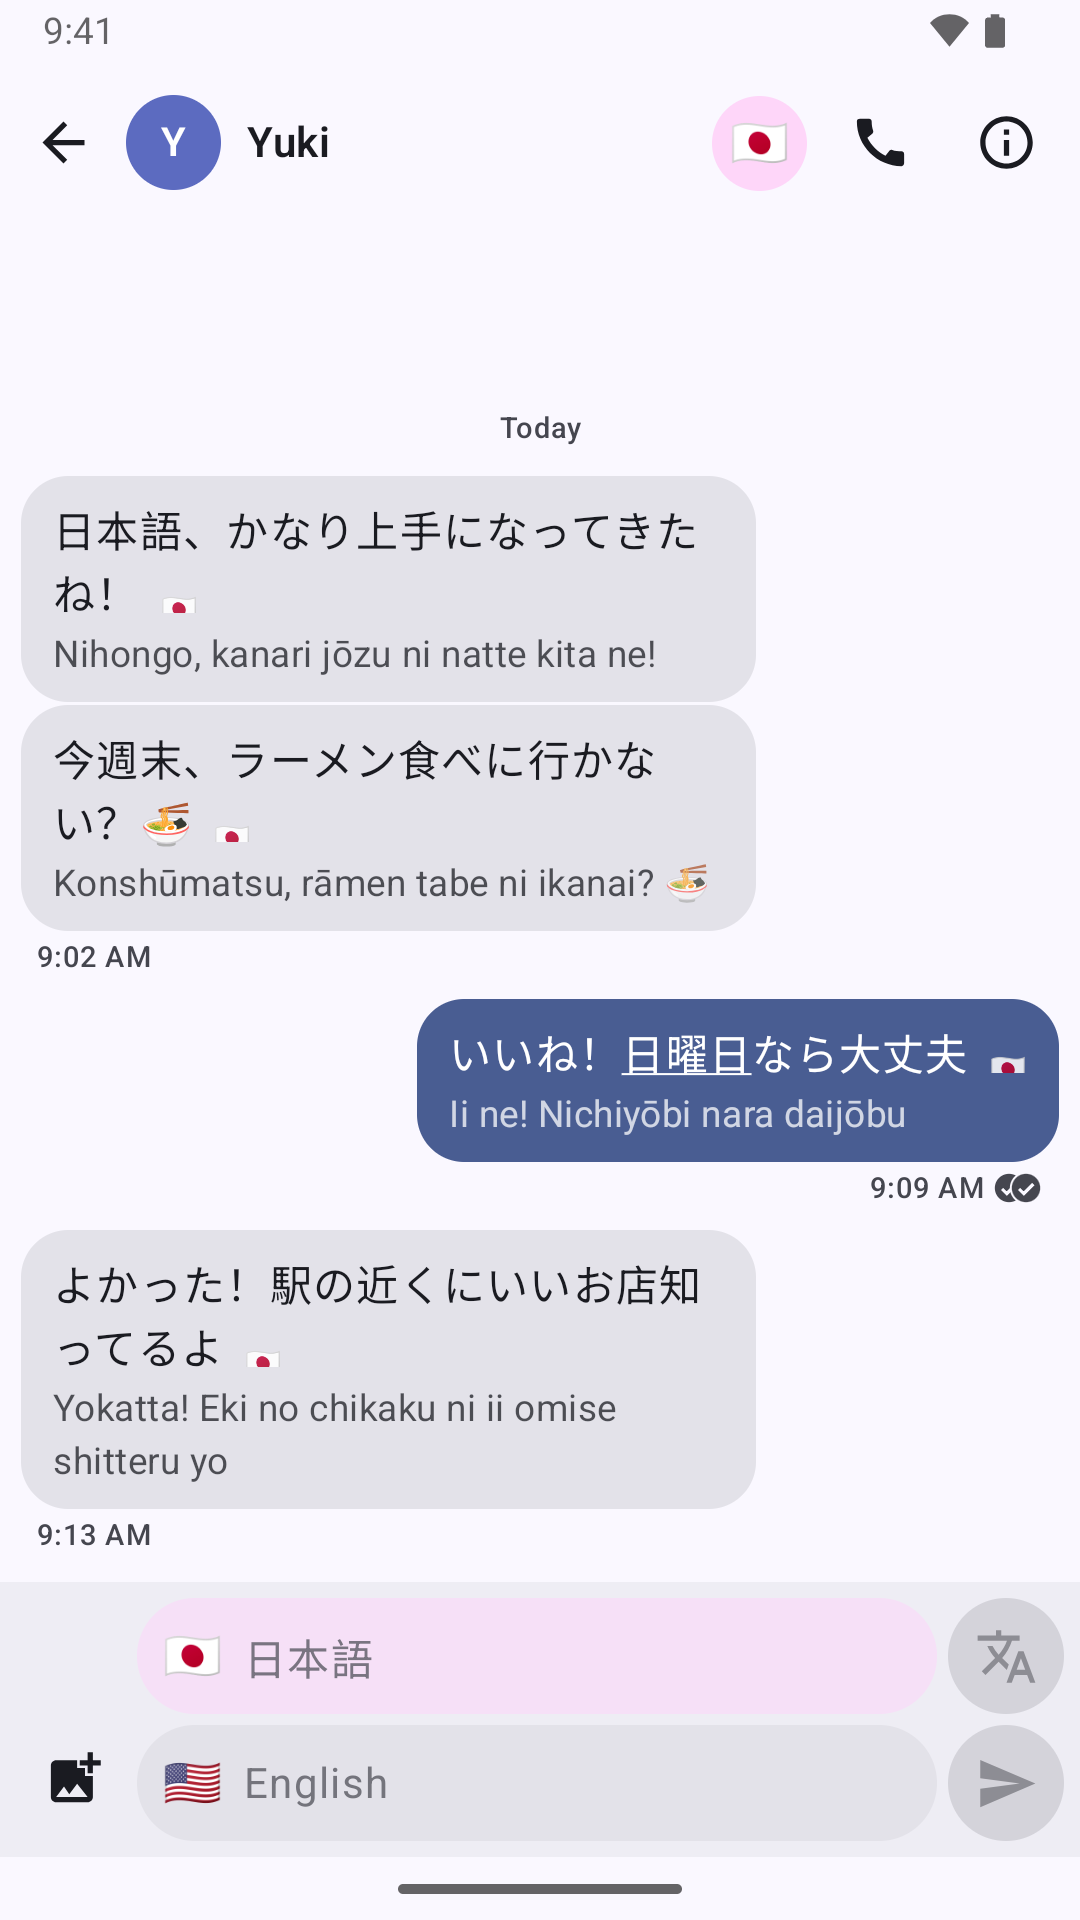 9:41
Y
Yuki
Today
日本語、かなり上手になってきた
ね！
Nihongo, kanari jōzu ni natte kita ne!
今週末、ラーメン食べに行かな
い？🍜
Konshūmatsu, rāmen tabe ni ikanai? 🍜
9:02 AM
いいね！日曜日なら大丈夫
Ii ne! Nichiyōbi nara daijōbu
9:09 AM
よかった！駅の近くにいいお店知
ってるよ
Yokatta! Eki no chikaku ni ii omise
shitteru yo
9:13 AM
日本語
English